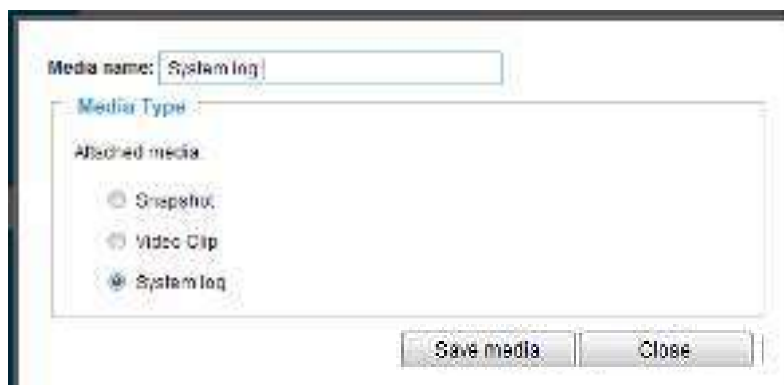 Media name: System log
Media Type
Attached media
Snapshot
Video Clip
System log
Save media
Close